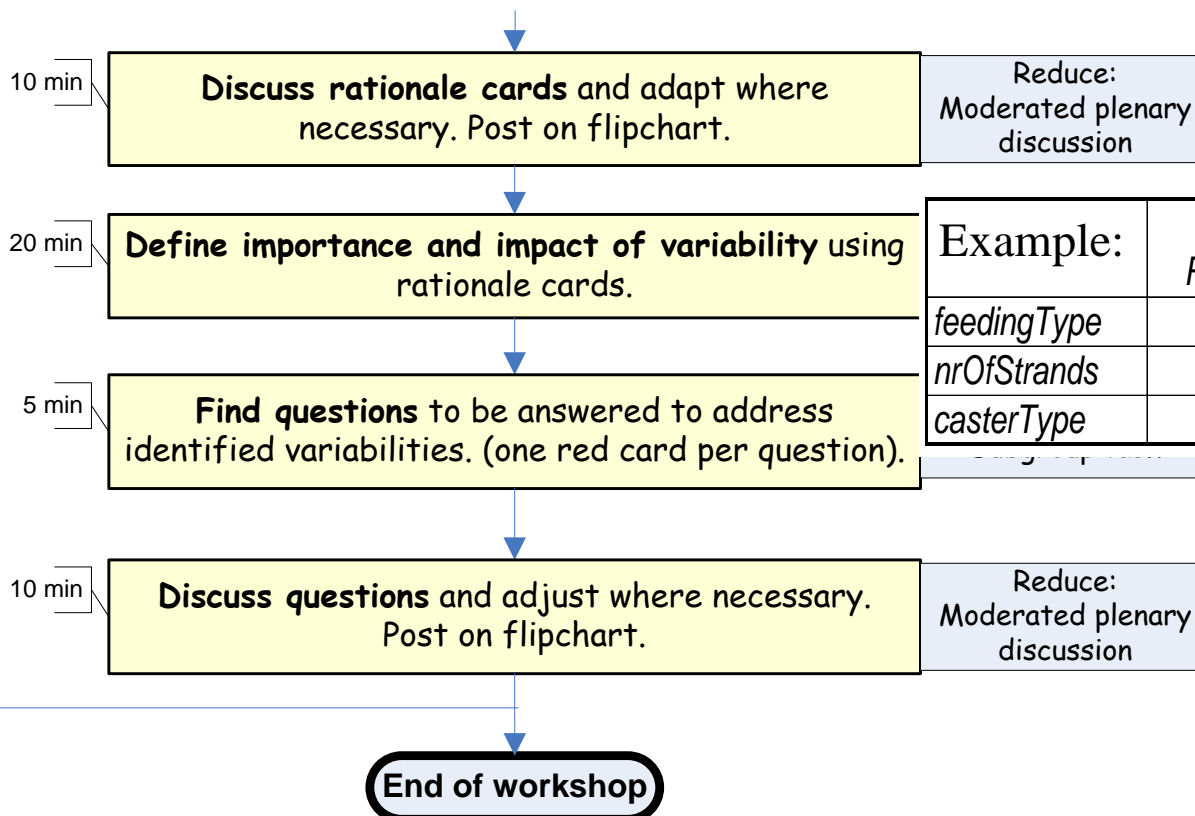 10 min
Discuss rationale cards and adapt where
necessary. Post on flipchart.
Reduce:
Moderated plenary
discussion
20 min
Define importance and impact of variability using
rationale cards.
Example:
feedingType
nrOfStrands
casterType
5 min
Find questions to be answered to address
identified variabilities. (one red card per question).
10 min
Discuss questions and adjust where necessary.
Post on flipchart.
Reduce:
Moderated plenary
discussion
End of workshop